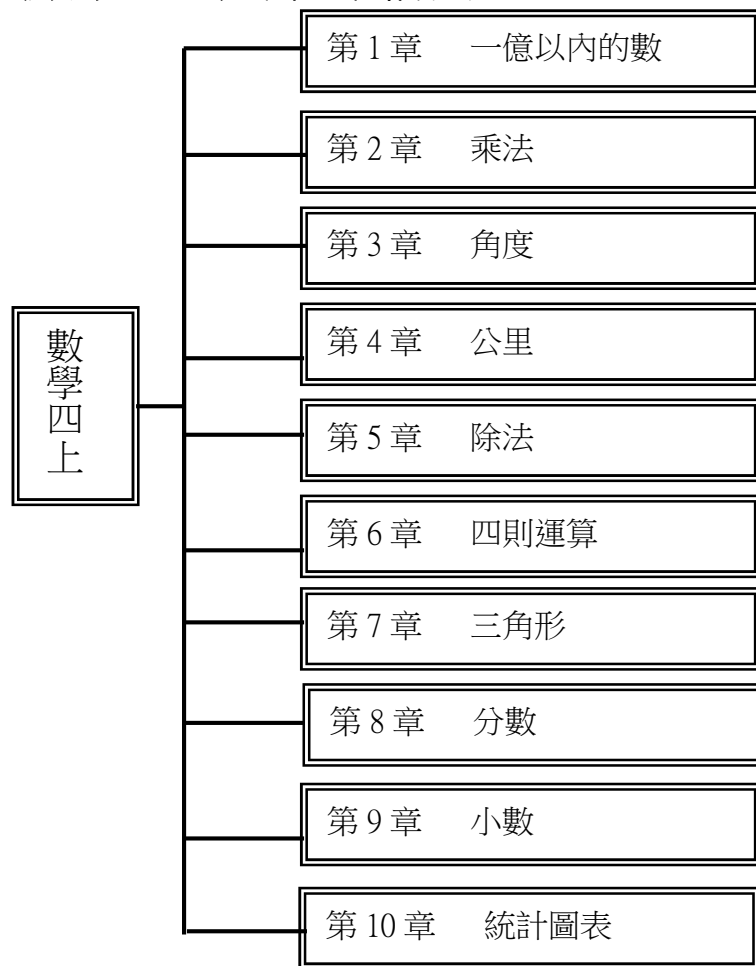 數學四上
第 1 章 一億以內的數
第 2 章 乘法
第 3 章 角度
第 4 章 公里
第 5 章 除法
第 6 章 四則運算
第 7 章 三角形
第 8 章 分數
第 9 章 小數
第 10 章 統計圖表